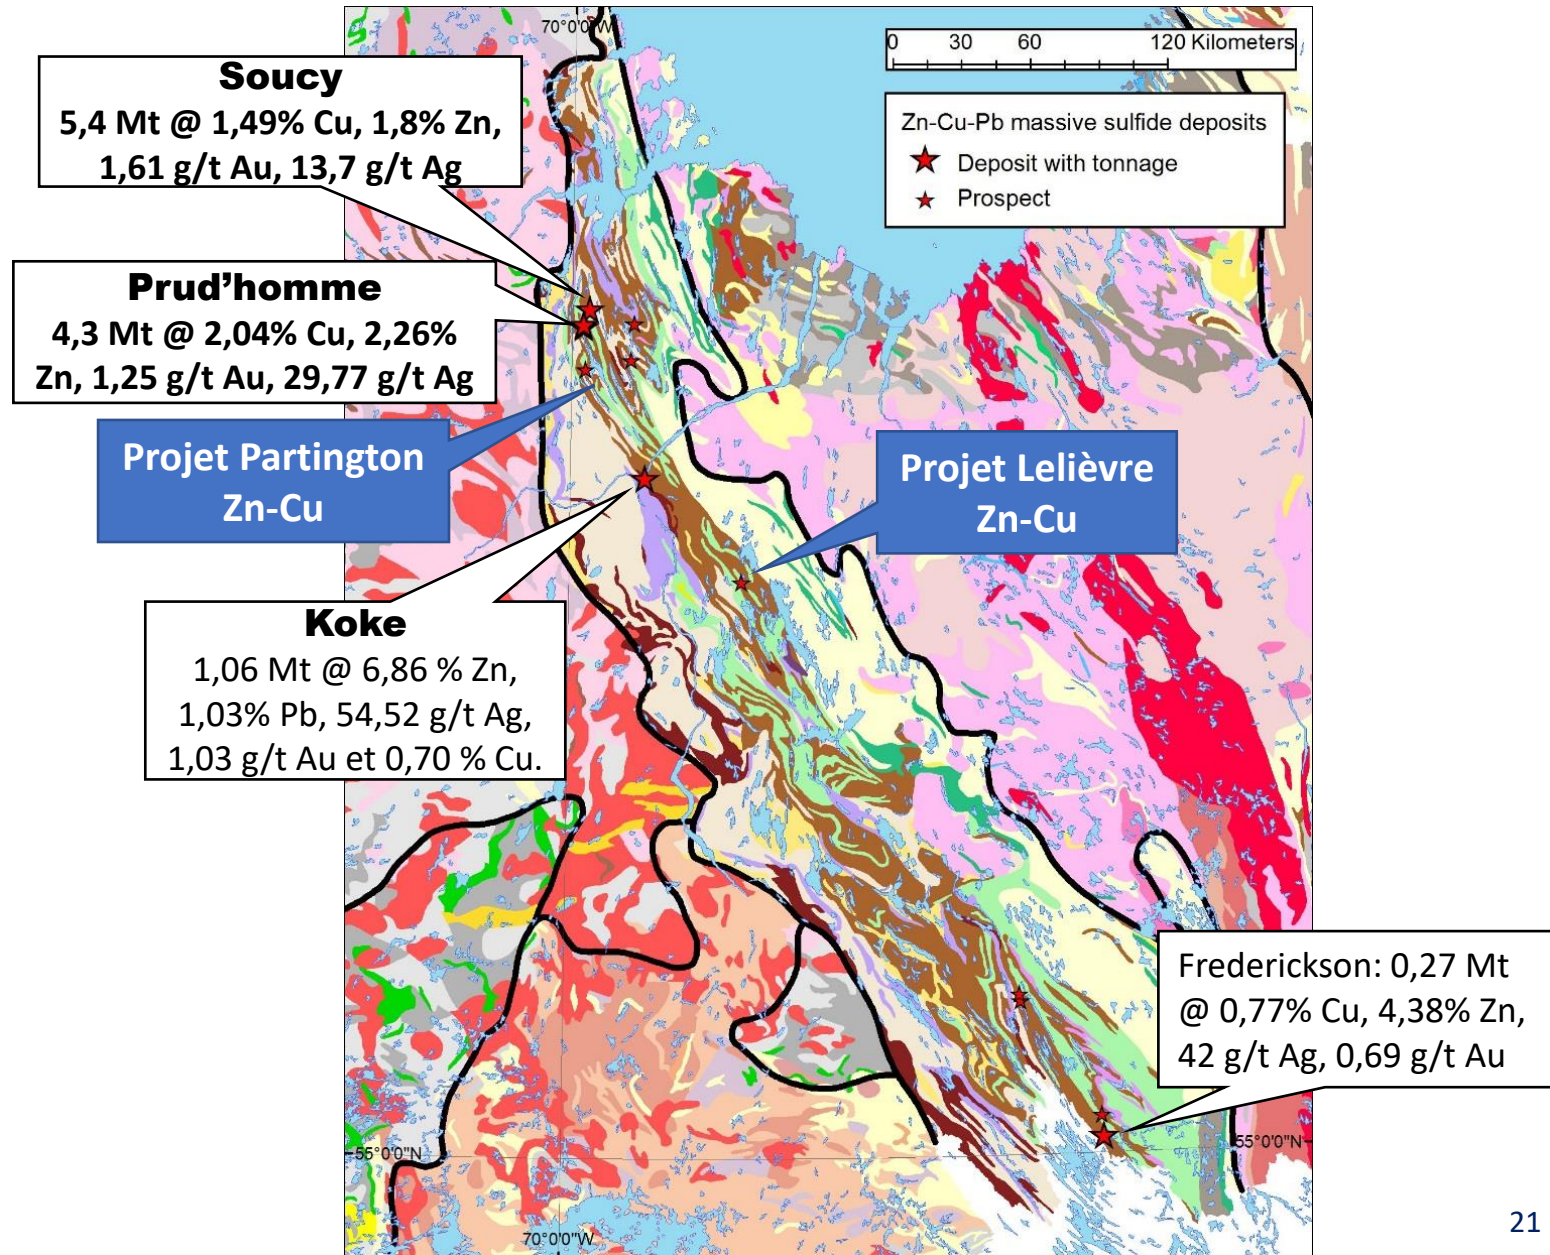 70°0'0"W
0 30 60 120 Kilometers
Soucy
5,4 Mt @ 1,49% Cu, 1,8% Zn,
1,61 g/t Au, 13,7 g/t Ag
Zn-Cu-Pb massive sulfide deposits
Deposit with tonnage
Prospect
Prud’homme
4,3 Mt @ 2,04% Cu, 2,26%
Zn, 1,25 g/t Au, 29,77 g/t Ag
Projet Partington
Zn-Cu
Projet Lelièvre
Zn-Cu
Koke
1,06 Mt @ 6,86 % Zn,
1,03% Pb, 54,52 g/t Ag,
1,03 g/t Au et 0,70 % Cu.
Frederickson: 0,27 Mt
@ 0,77% Cu, 4,38% Zn,
42 g/t Ag, 0,69 g/t Au
55°0'0"N
55°0'0"N
70°0'0"W
21